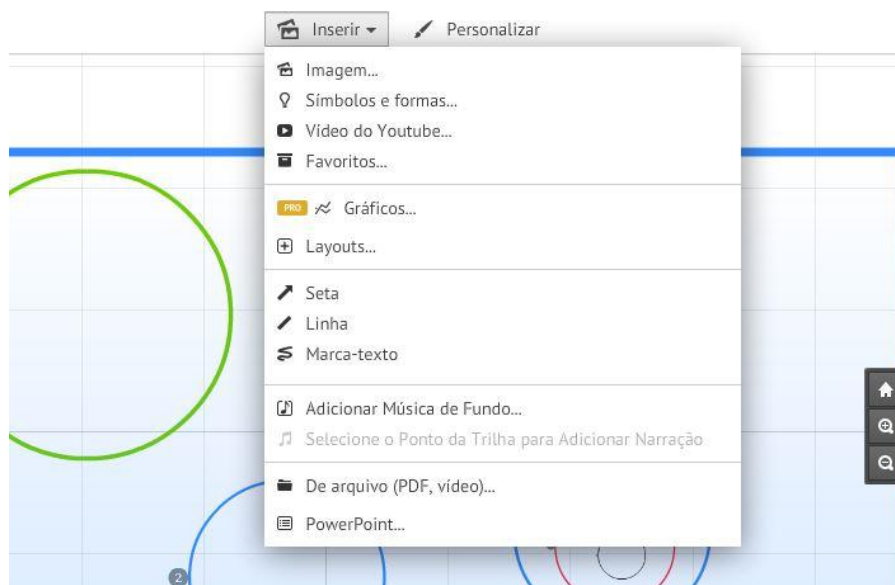 Inserir Personalizar
Imagem...
Símbolos e formas...
Vídeo do Youtube...
Favoritos...
PRO Gráficos...
Layouts...
Seta
Linha
Marca-texto
Adicionar Música de Fundo...
Selecione o Ponto da Trilha para Adicionar Narração
De arquivo (PDF, vídeo)...
PowerPoint...
2